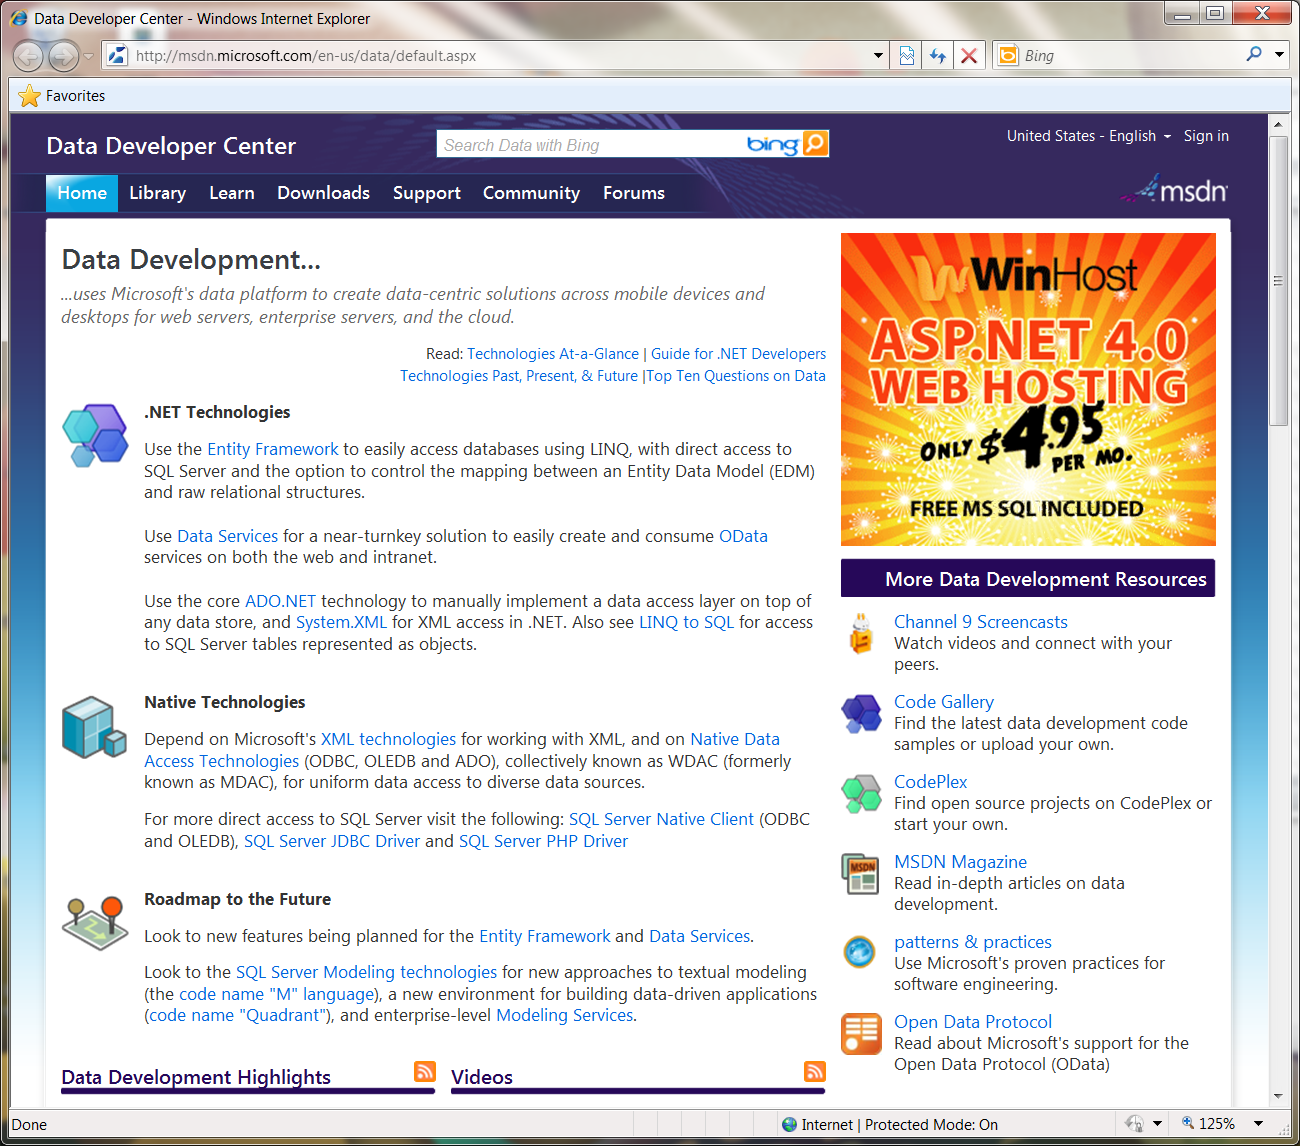 Data Developer Center - Windows Internet Explorer
http://msdn.microsoft.com/en-us/data/default.aspx
Bing
Favorites
Data Developer Center
Search Data with Bing
bing
United States - English
Sign in
Home
Library
Learn
Downloads
Support
Community
Forums
msdn
Data Development...
...uses Microsoft's data platform to create data-centric solutions across mobile devices and
desktops for web servers, enterprise servers, and the cloud.
Read: Technologies At-a-Glance | Guide for .NET Developers
Technologies Past, Present, & Future |Top Ten Questions on Data
.NET Technologies
Use the Entity Framework to easily access databases using LINQ, with direct access to
SQL Server and the option to control the mapping between an Entity Data Model (EDM)
and raw relational structures.
Use Data Services for a near-turnkey solution to easily create and consume OData
services on both the web and intranet.
Use the core ADO.NET technology to manually implement a data access layer on top of
any data store, and System.XML for XML access in .NET. Also see LINQ to SQL for access
to SQL Server tables represented as objects.
Native Technologies
Depend on Microsoft's XML technologies for working with XML, and on Native Data
Access Technologies (ODBC, OLEDB and ADO), collectively known as WDAC (formerly
known as MDAC), for uniform data access to diverse data sources.
For more direct access to SQL Server visit the following: SQL Server Native Client (ODBC
and OLEDB), SQL Server JDBC Driver and SQL Server PHP Driver
Roadmap to the Future
Look to new features being planned for the Entity Framework and Data Services.
Look to the SQL Server Modeling technologies for new approaches to textual modeling
(the code name "M" language), a new environment for building data-driven applications
(code name "Quadrant"), and enterprise-level Modeling Services.
Data Development Highlights
Videos
WinHost
ASP.NET 4.0
WEB HOSTING
ONLY $4.95
PER MO.
FREE MS SQL INCLUDED
More Data Development Resources
Channel 9 Screencasts
Watch videos and connect with your
peers.
Code Gallery
Find the latest data development code
samples or upload your own.
CodePlex
Find open source projects on CodePlex or
start your own.
MSDN
MSDN Magazine
Read in-depth articles on data
development.
patterns & practices
Use Microsoft's proven practices for
software engineering.
Open Data Protocol
Read about Microsoft's support for the
Open Data Protocol (OData)
Done
Internet | Protected Mode: On
125%